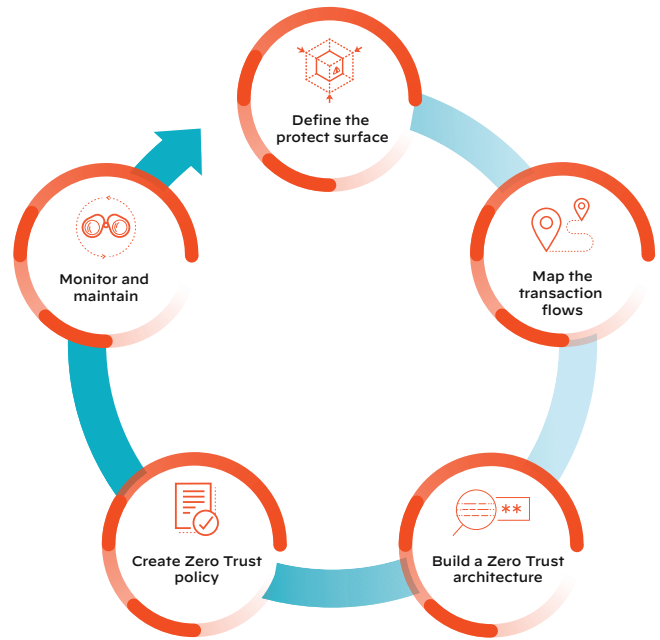 Define the
protect surface
Map the
transaction
flows
Build a Zero Trust
architecture
Create Zero Trust
policy
Monitor and
maintain